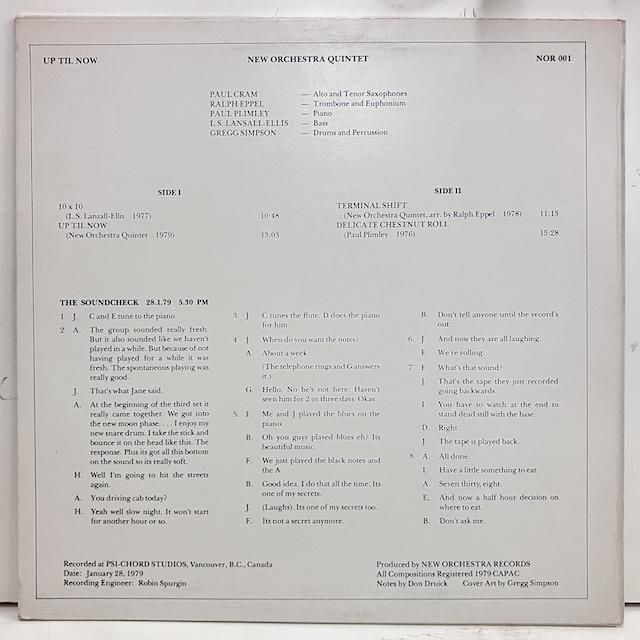 UP TIL NOW NEW ORCHESTRA QUINTET NOR 001
PAUL CRAM — Alto and Tenor Saxophones
RALPH EPPEL — Trombone and Euphonium
PAUL PLIMLEY — Piano
L.S. LANSALL-ELLIS — Bass
GREGG SIMPSON — Drums and Percussion
SIDE I
10 x 10
(L.S. Lansall-Ellis 1977) 10:48
UP TIL NOW
(New Orchestra Quintet 1979) 13:03
SIDE II
TERMINAL SHIFT
(New Orchestra Quintet, arr. by Ralph Eppel 1978) 11:13
DELICATE CHESTNUT ROLL
(Paul Plimley 1976) 15:28
THE SOUNDCHECK 28.1.79 5.30 PM
1. J. C and E tune to the piano.
2. A. The group sounded really fresh.
But it also sounded like we haven't
played in a while. But because of not
having played for a while it was
fresh. The spontaneous playing was
really good.
J. That's what Jane said.
A. At the beginning of the third set it
really came together. We got into
the new moon phase. . . . I enjoy my
new snare drum. I take the stick and
bounce it on the head like this. The
response. Plus its got all this bottom
on the sound so its really soft.
H. Well I'm going to hit the streets
again.
A. You driving cab today?
H. Yeah well slow night. It won't start
for another hour or so.
3. J. C tunes the flute. D does the piano
for him.
4 J. When do you want the notes?
A. About a week.
(The telephone rings and G answers
it.)
G. Hello. No he's not here. Haven't
seen him for 2 or three days. Okay.
5. F. Me and J played the blues on the
piano.
B. Oh you guys played blues eh? Its
beautiful music.
F. We just played the black notes and
the A.
B. Good idea. I do that all the time. Its
one of my secrets.
J. (Laughs). Its one of my secrets too.
F. Its not a secret anymore.
B. Don't tell anyone until the record's
out.
6. J. And now they are all laughing.
E. We're rolling.
7. F. What's that sound?
J. That's the tape they just recorded
going backwards.
I. You have to watch at the end to
stand dead still with the base.
D. Right.
J. The tape is played back.
8. A. All done.
I. Have a little something to eat.
A. Seven thirty, eight.
E. And now a half hour decision on
where to eat.
B. Don't ask me.
Recorded at PSI-CHORD STUDIOS, Vancouver, B.C., Canada
Date: January 28, 1979
Recording Engineer: Robin Spurgin
Produced by NEW ORCHESTRA RECORDS
All Compositions Registered 1979 CAPAC
Notes by Don Druick Cover Art by Gregg Simpson